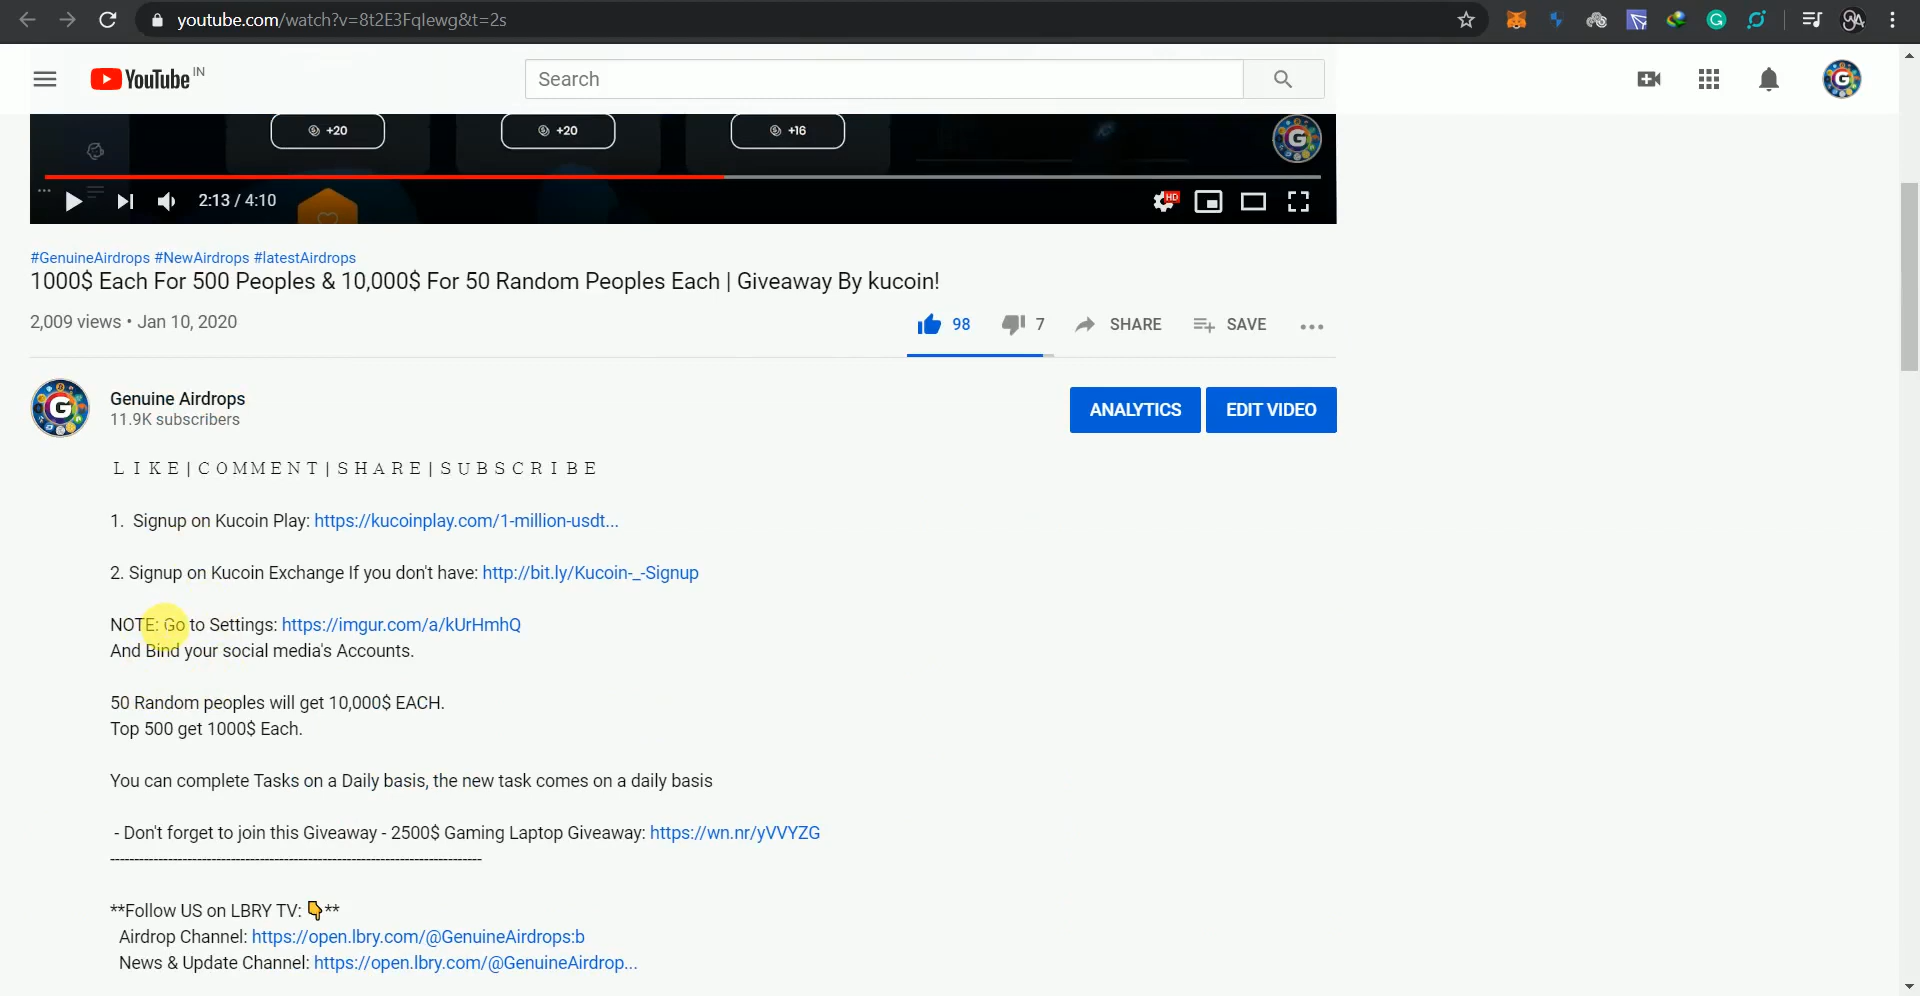 youtube.com/watch?v=8t2E3FqIewg&t=2s
YouTube IN
Search
+20
+20
+16
2:13 / 4:10
HD
#GenuineAirdrops #NewAirdrops #latestAirdrops
1000$ Each For 500 Peoples & 10,000$ For 50 Random Peoples Each | Giveaway By kucoin!
2,009 views • Jan 10, 2020
98
7
SHARE
SAVE
Genuine Airdrops
11.9K subscribers
ANALYTICS
EDIT VIDEO
L I K E | C O M M E N T | S H A R E | S U B S C R I B E
1. Signup on Kucoin Play: https://kucoinplay.com/1-million-usdt...
2. Signup on Kucoin Exchange If you don't have: http://bit.ly/Kucoin-_-Signup
NOTE: Go to Settings: https://imgur.com/a/kUrHmhQ
And Bind your social media's Accounts.
50 Random peoples will get 10,000$ EACH.
Top 500 get 1000$ Each.
You can complete Tasks on a Daily basis, the new task comes on a daily basis
- Don't forget to join this Giveaway - 2500$ Gaming Laptop Giveaway: https://wn.nr/yVVYZG
--------------------------------------------------------------------------
**Follow US on LBRY TV: 👇**
Airdrop Channel: https://open.lbry.com/@GenuineAirdrops:b
News & Update Channel: https://open.lbry.com/@GenuineAirdrop...